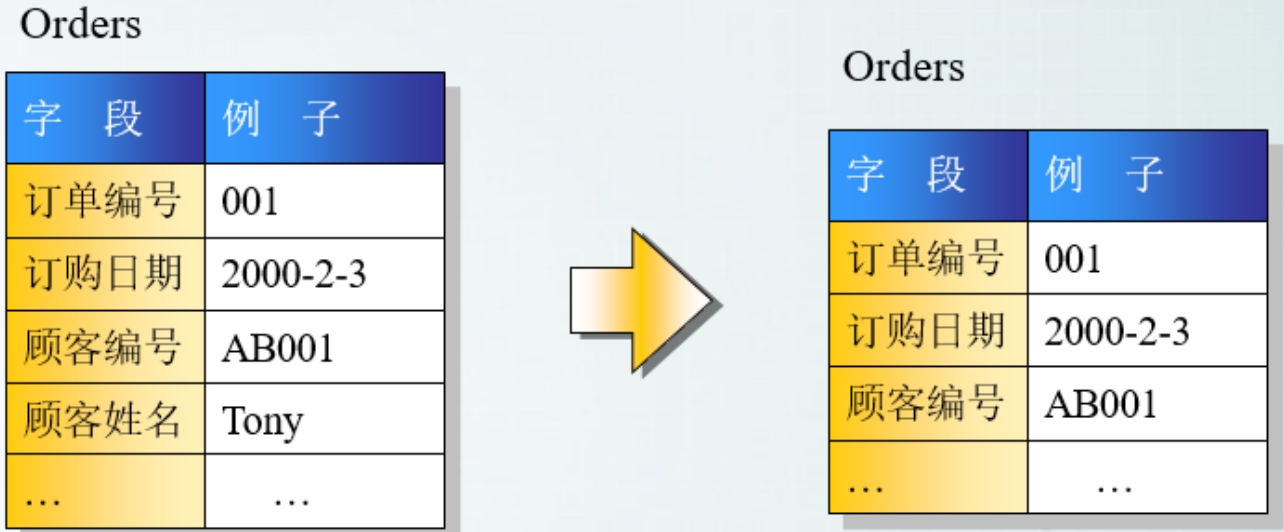 Orders
字 段 例 子
订单编号 001
订购日期 2000-2-3
顾客编号 AB001
顾客姓名 Tony
… …
Orders
字 段 例 子
订单编号 001
订购日期 2000-2-3
顾客编号 AB001
… …